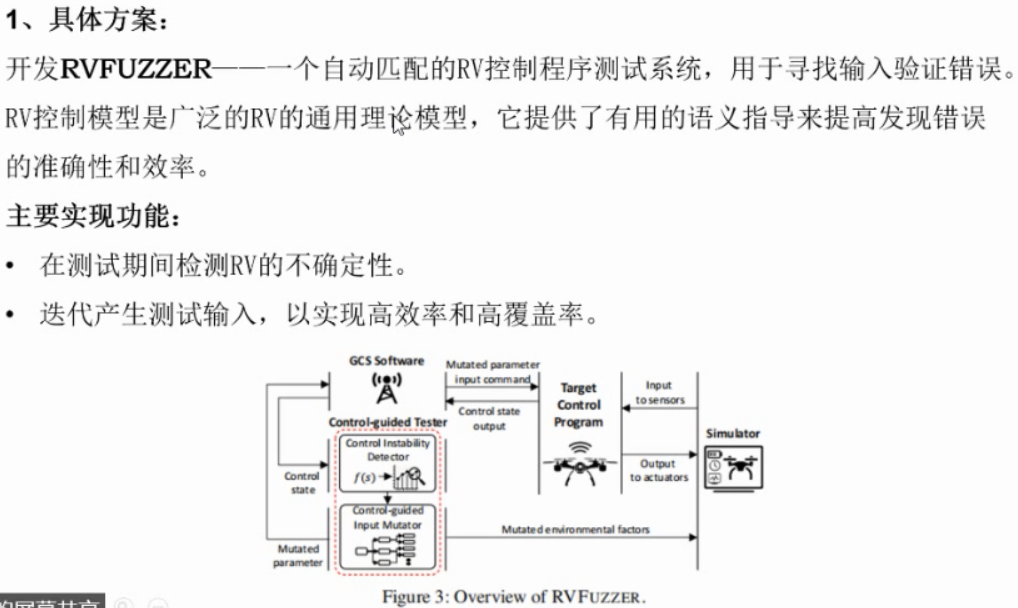 1、具体方案：
开发RVFUZZER——一个自动匹配的RV控制程序测试系统，用于寻找输入验证错误。
RV控制模型是广泛的RV的通用理论模型，它提供了有用的语义指导来提高发现错误
的准确性和效率。
主要实现功能：
• 在测试期间检测RV的不确定性。
• 迭代产生测试输入，以实现高效率和高覆盖率。
GCS Software
Mutated parameter
input command
Control state
output
Target
Control
Program
Input
to sensors
Output
to actuators
Simulator
Control-guided Tester
Control Instability
Detector
f(s)
Control
state
Control-guided
Input Mutator
Mutated
parameter
Mutated environmental factors
Figure 3: Overview of RVFUZZER.
的屏幕共享